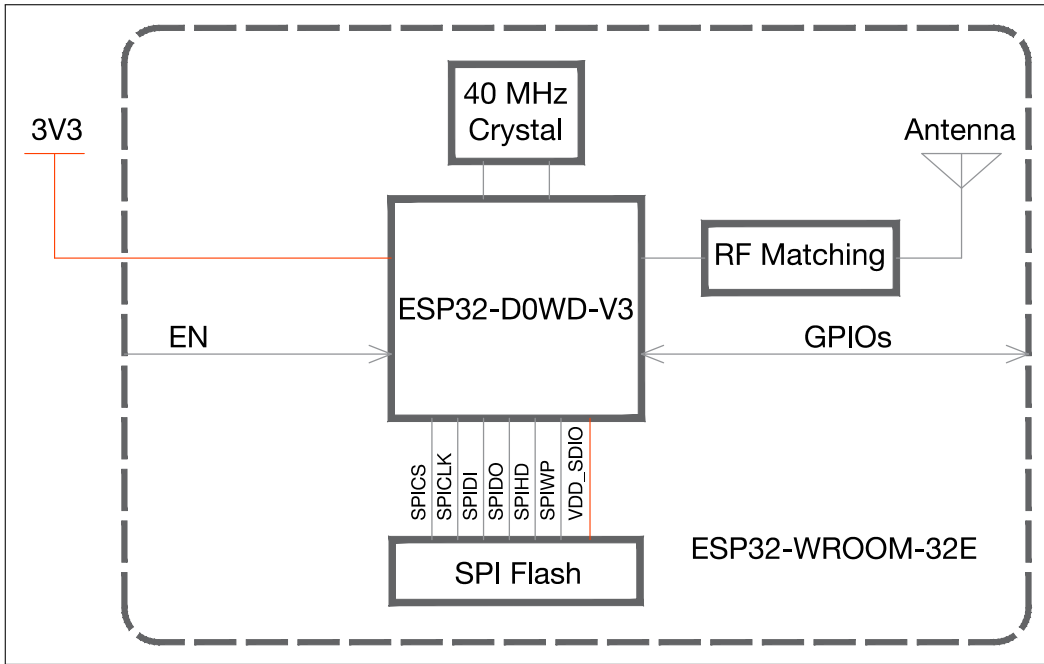 40 MHz
Crystal
3V3
Antenna
RF Matching
ESP32-D0WD-V3
EN
GPIOs
SPICS
SPICLK
SPIDI
SPIDO
SPIHD
SPIWP
VDD_SDIO
ESP32-WROOM-32E
SPI Flash